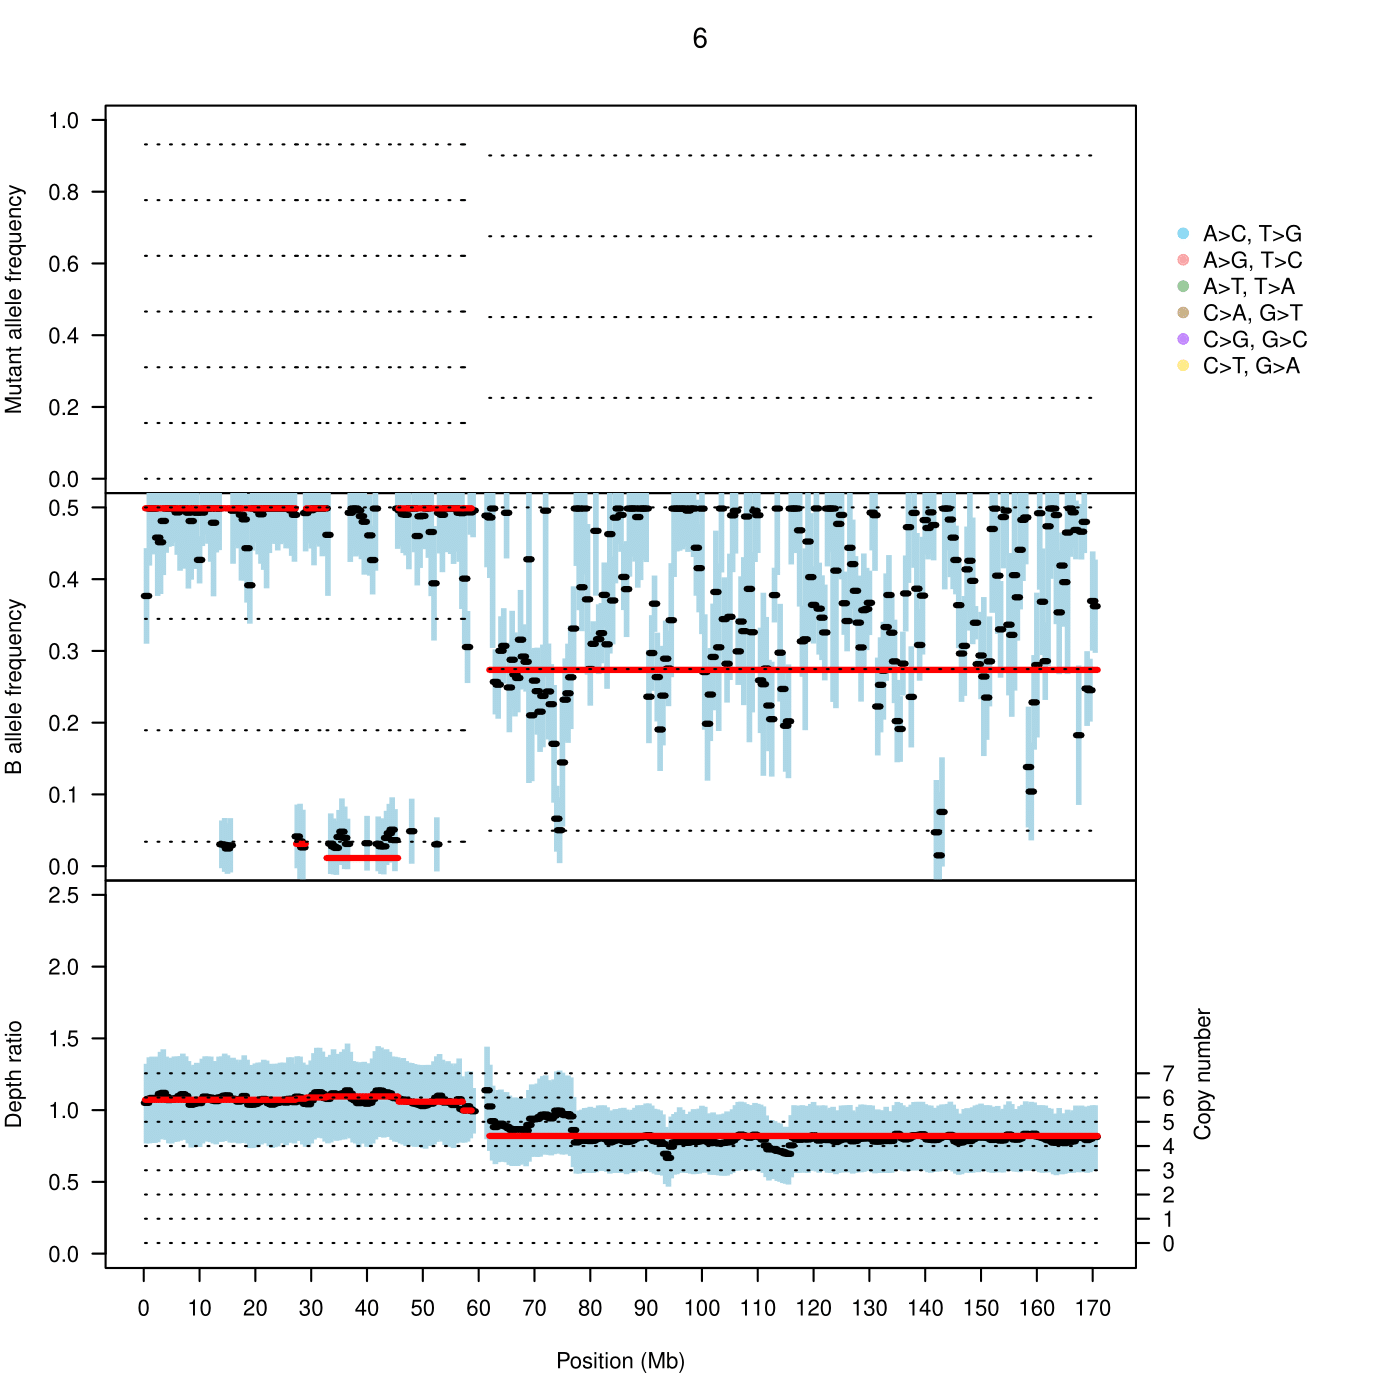 6
Mutant allele frequency
1.0
0.8
0.6
0.4
0.2
0.0
A>C, T>G
A>G, T>C
A>T, T>A
C>A, G>T
C>G, G>C
C>T, G>A
B allele frequency
0.5
0.4
0.3
0.2
0.1
0.0
Depth ratio
2.5
2.0
1.5
1.0
0.5
0.0
Copy number
7
6
5
4
3
2
1
0
0 10 20 30 40 50 60 70 80 90 100 110 120 130 140 150 160 170
Position (Mb)